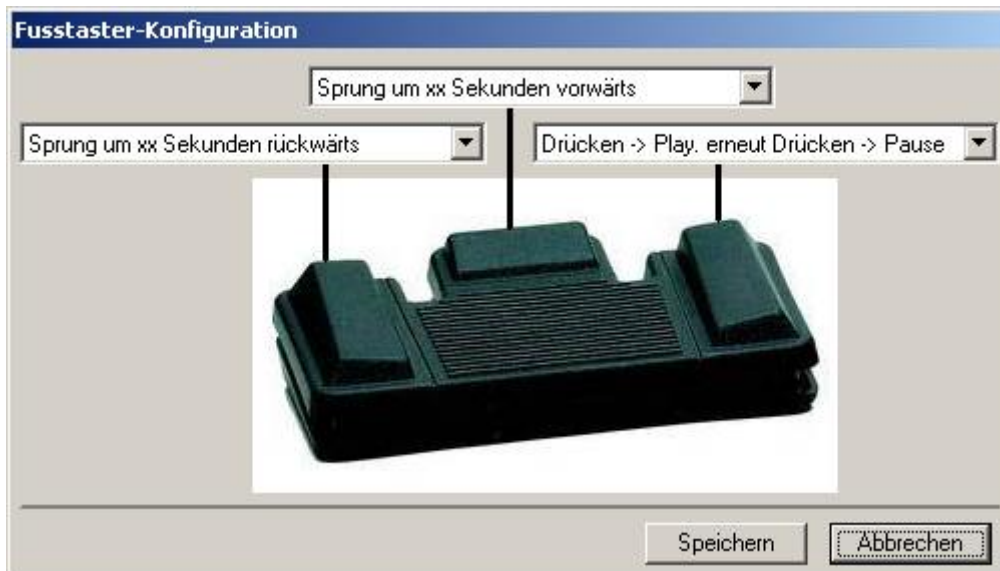 Fusstaster-Konfiguration
Sprung um xx Sekunden vorwärts
Sprung um xx Sekunden rückwärts
Drücken -> Play. erneut Drücken -> Pause
Speichern
Abbrechen